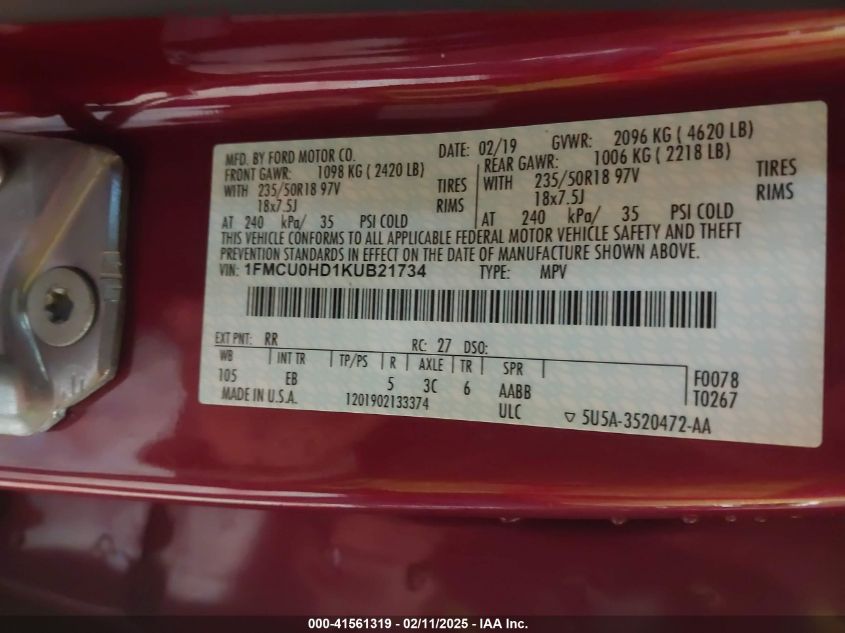 MFD. BY FORD MOTOR CO. DATE: 02/19 GVWR: 2096 KG ( 4620 LB)
FRONT GAWR: 1098 KG ( 2420 LB) REAR GAWR: 1006 KG ( 2218 LB)
WITH 235/50R18 97V TIRES WITH 235/50R18 97V TIRES
18x7.5J RIMS 18x7.5J RIMS
AT 240 kPa/ 35 PSI COLD AT 240 kPa/ 35 PSI COLD
THIS VEHICLE CONFORMS TO ALL APPLICABLE FEDERAL MOTOR VEHICLE SAFETY AND THEFT
PREVENTION STANDARDS IN EFFECT ON THE DATE OF MANUFACTURE SHOWN ABOVE.
VIN: 1FMCU0HD1KUB21734 TYPE: MPV
EXT PNT: RR RC: 27 DSO:
WB INT TR TP/PS R AXLE TR SPR F0078
105 EB 5 3C 6 AABB T0267
MADE IN U.S.A. 1201902133374 ULC ▽ 5U5A-3520472-AA
000-41561319 - 02/11/2025 - IAA Inc.